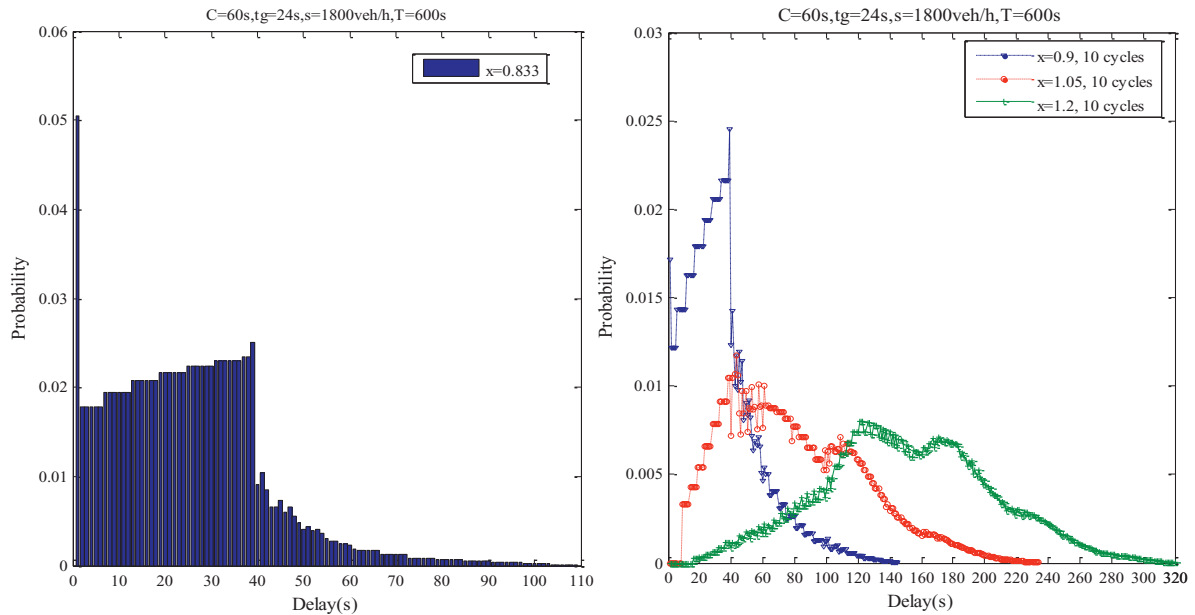 C=60s,tg=24s,s=1800veh/h,T=600s
0.06
0.05
0.04
0.03
0.02
0.01
0
Probability
x=0.833
0 10 20 30 40 50 60 70 80 90 100 110
Delay(s)
C=60s,tg=24s,s=1800veh/h,T=600s
0.03
0.025
0.02
0.015
0.01
0.005
0
Probability
x=0.9, 10 cycles
x=1.05, 10 cycles
x=1.2, 10 cycles
0 20 40 60 80 100 120 140 160 180 200 220 240 260 280 300 320
Delay(s)